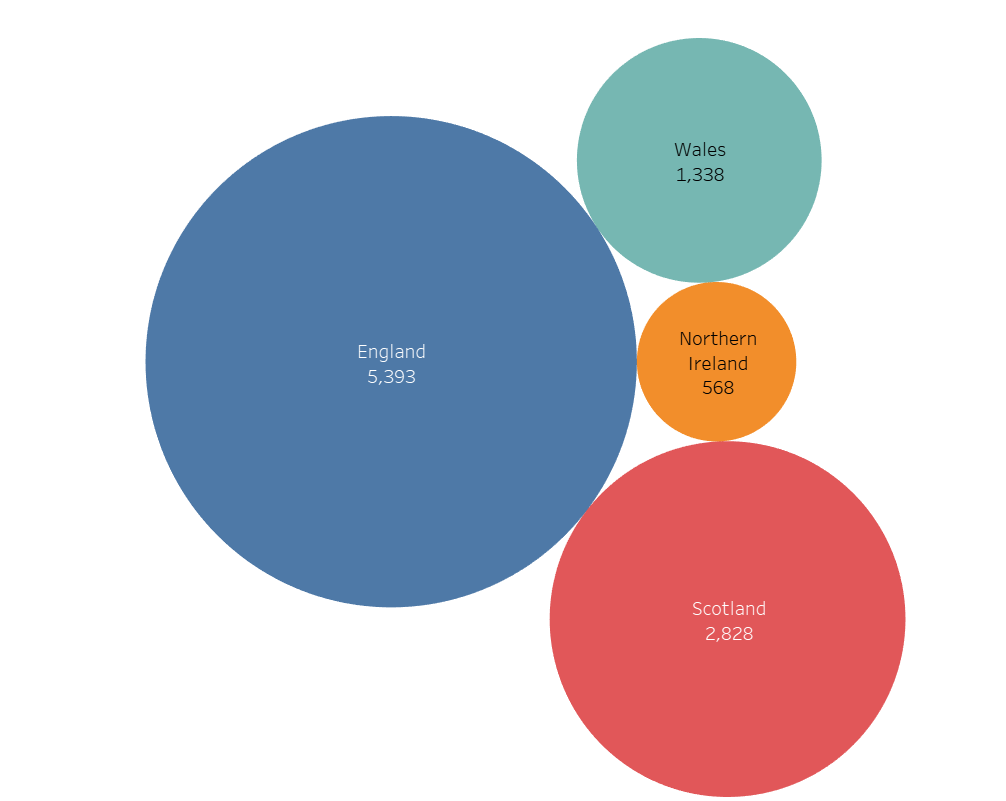 Wales
1,338
England
5,393
Northern
Ireland
568
Scotland
2,828